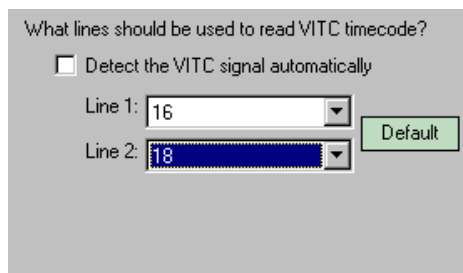 What lines should be used to read VITC timecode?
Detect the VITC signal automatically
Line 1: 16
Default
Line 2: 18